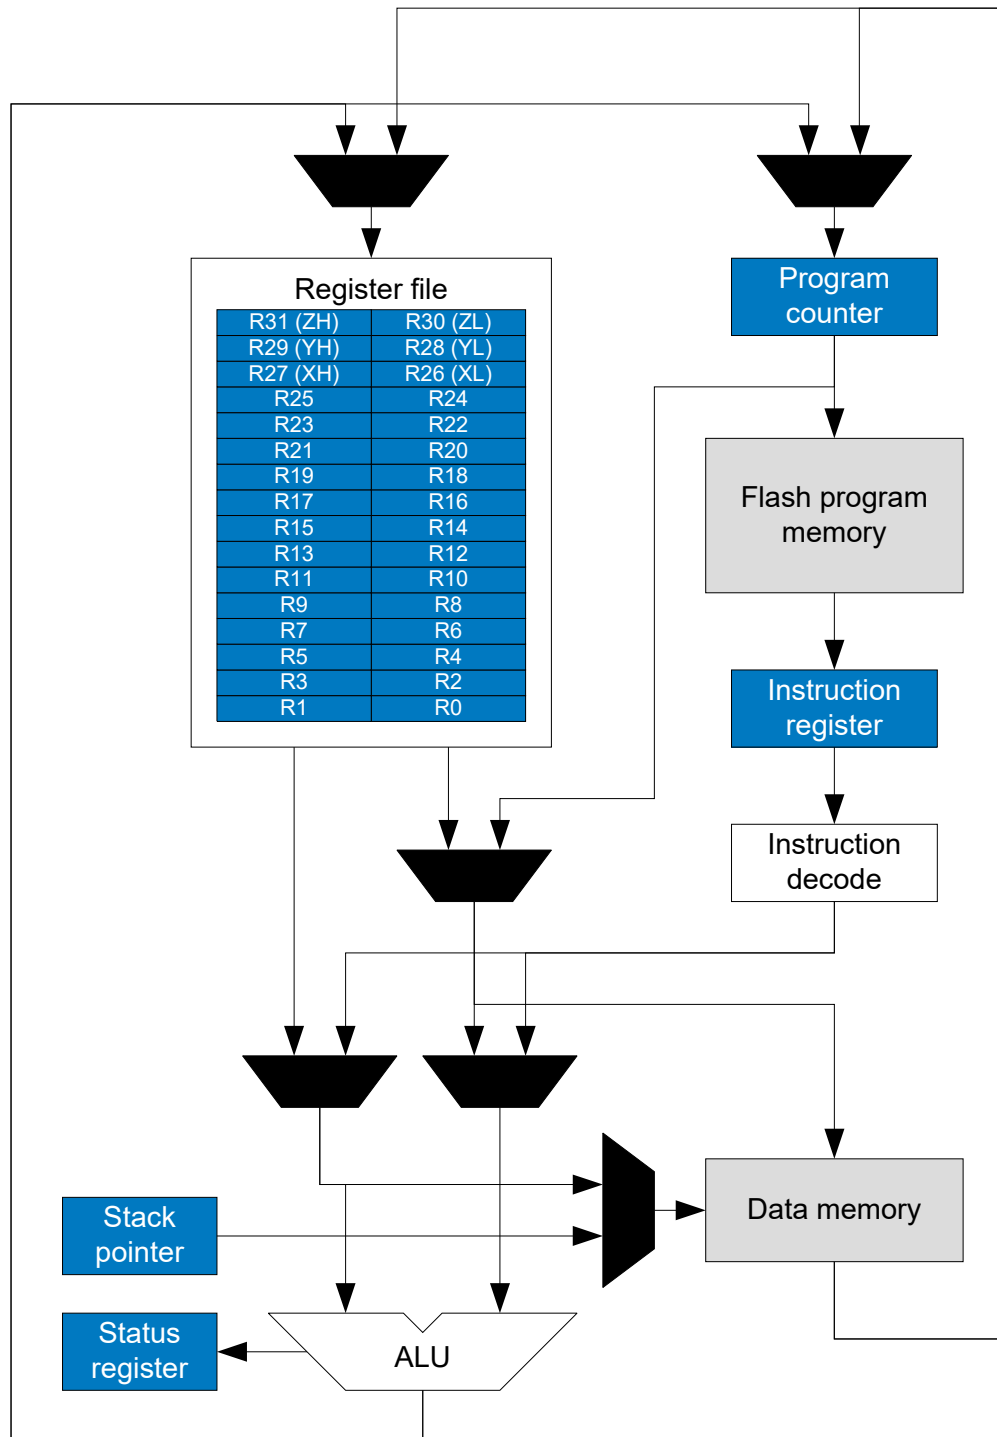 Register file
R31 (ZH) R30 (ZL)
R29 (YH) R28 (YL)
R27 (XH) R26 (XL)
R25 R24
R23 R22
R21 R20
R19 R18
R17 R16
R15 R14
R13 R12
R11 R10
R9 R8
R7 R6
R5 R4
R3 R2
R1 R0
Program
counter
Flash program
memory
Instruction
register
Instruction
decode
Data memory
Stack
pointer
Status
register
ALU